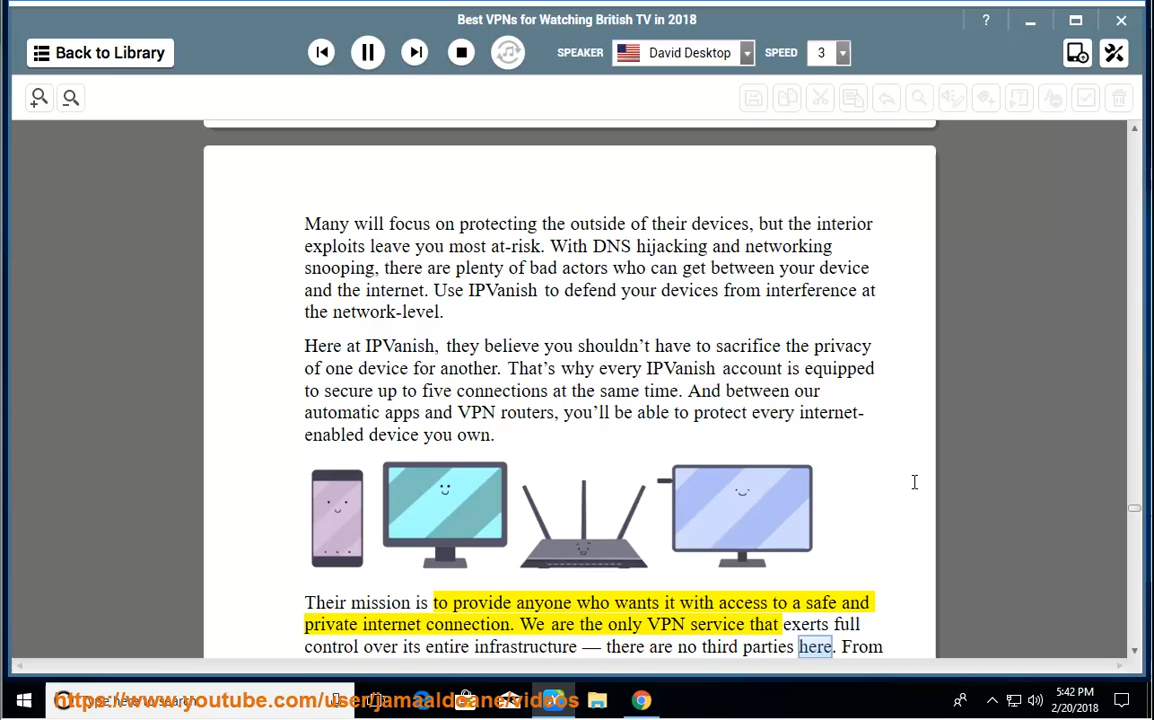 Best VPNs for Watching British TV in 2018
?
Back to Library
SPEAKER
David Desktop
SPEED
3
Many will focus on protecting the outside of their devices, but the interior
exploits leave you most at-risk. With DNS hijacking and networking
snooping, there are plenty of bad actors who can get between your device
and the internet. Use IPVanish to defend your devices from interference at
the network-level.
Here at IPVanish, they believe you shouldn’t have to sacrifice the privacy
of one device for another. That’s why every IPVanish account is equipped
to secure up to five connections at the same time. And between our
automatic apps and VPN routers, you’ll be able to protect every internet-
enabled device you own.
Their mission is to provide anyone who wants it with access to a safe and
private internet connection. We are the only VPN service that exerts full
control over its entire infrastructure — there are no third parties here. From
https://www.youtube.com/user/jamaaldoane/videos
5:42 PM
2/20/2018